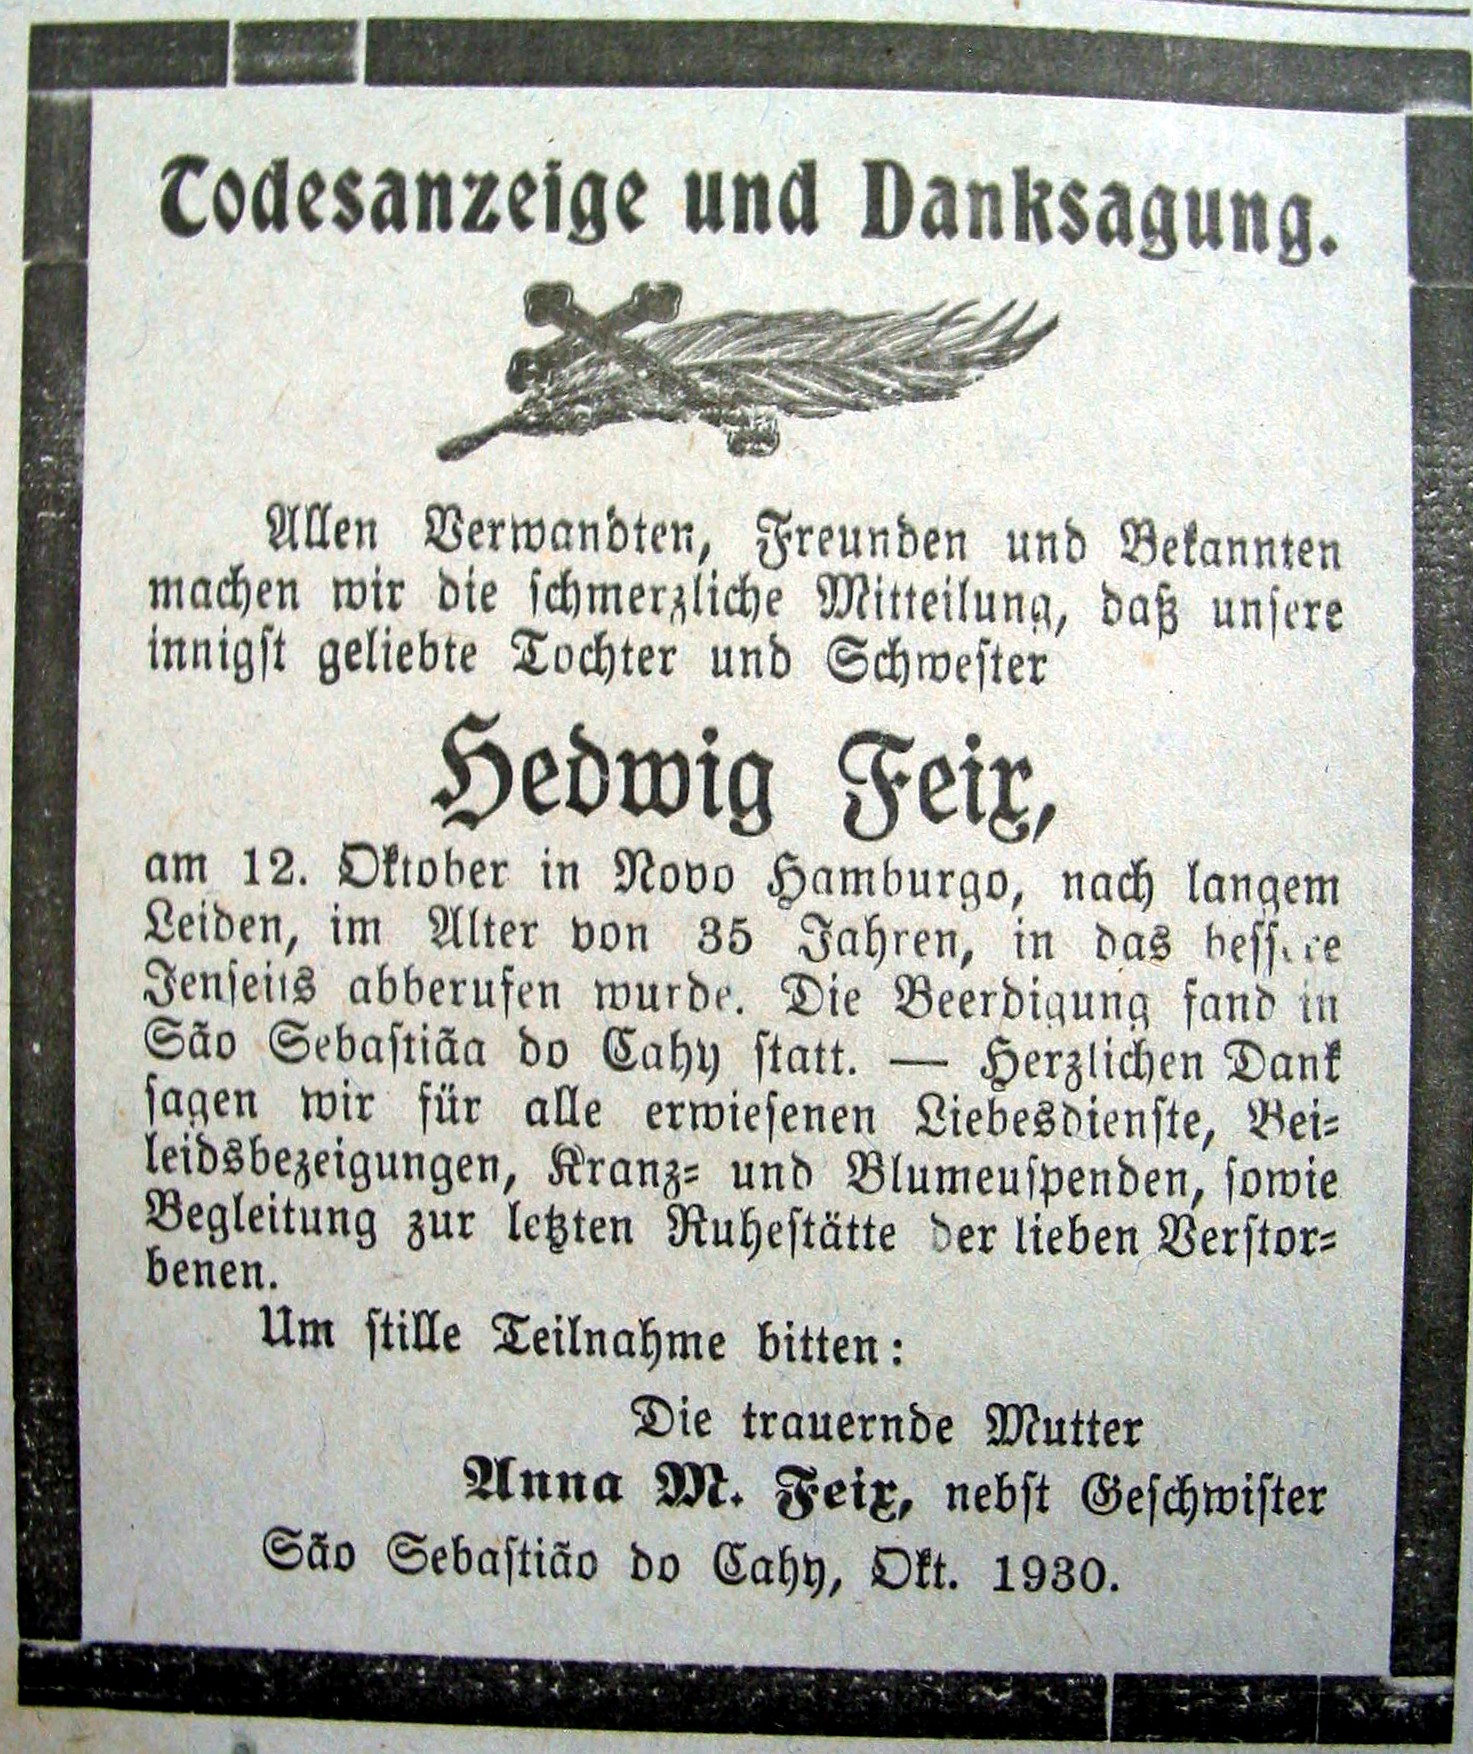 Todesanzeige und Danksagung.
Allen Verwandten, Freunden und Bekannten
machen wir die schmerzliche Mitteilung, daß unsere
innigst geliebte Tochter und Schwester
Hedwig Feix,
am 12. Oktober in Novo Hamburgo, nach langem
Leiden, im Alter von 35 Jahren, in das bessere
Jenseits abberufen wurde. Die Beerdigung fand in
São Sebastiãa do Cahy statt. — Herzlichen Dank
sagen wir für alle erwiesenen Liebesdienste, Bei-
leidsbezeigungen, Kranz- und Blumeuspenden, sowie
Begleitung zur letzten Ruhestätte der lieben Verstor-
benen.
Um stille Teilnahme bitten:
Die trauernde Mutter
Anna M. Feix, nebst Geschwister
São Sebastião do Cahy, Okt. 1930.